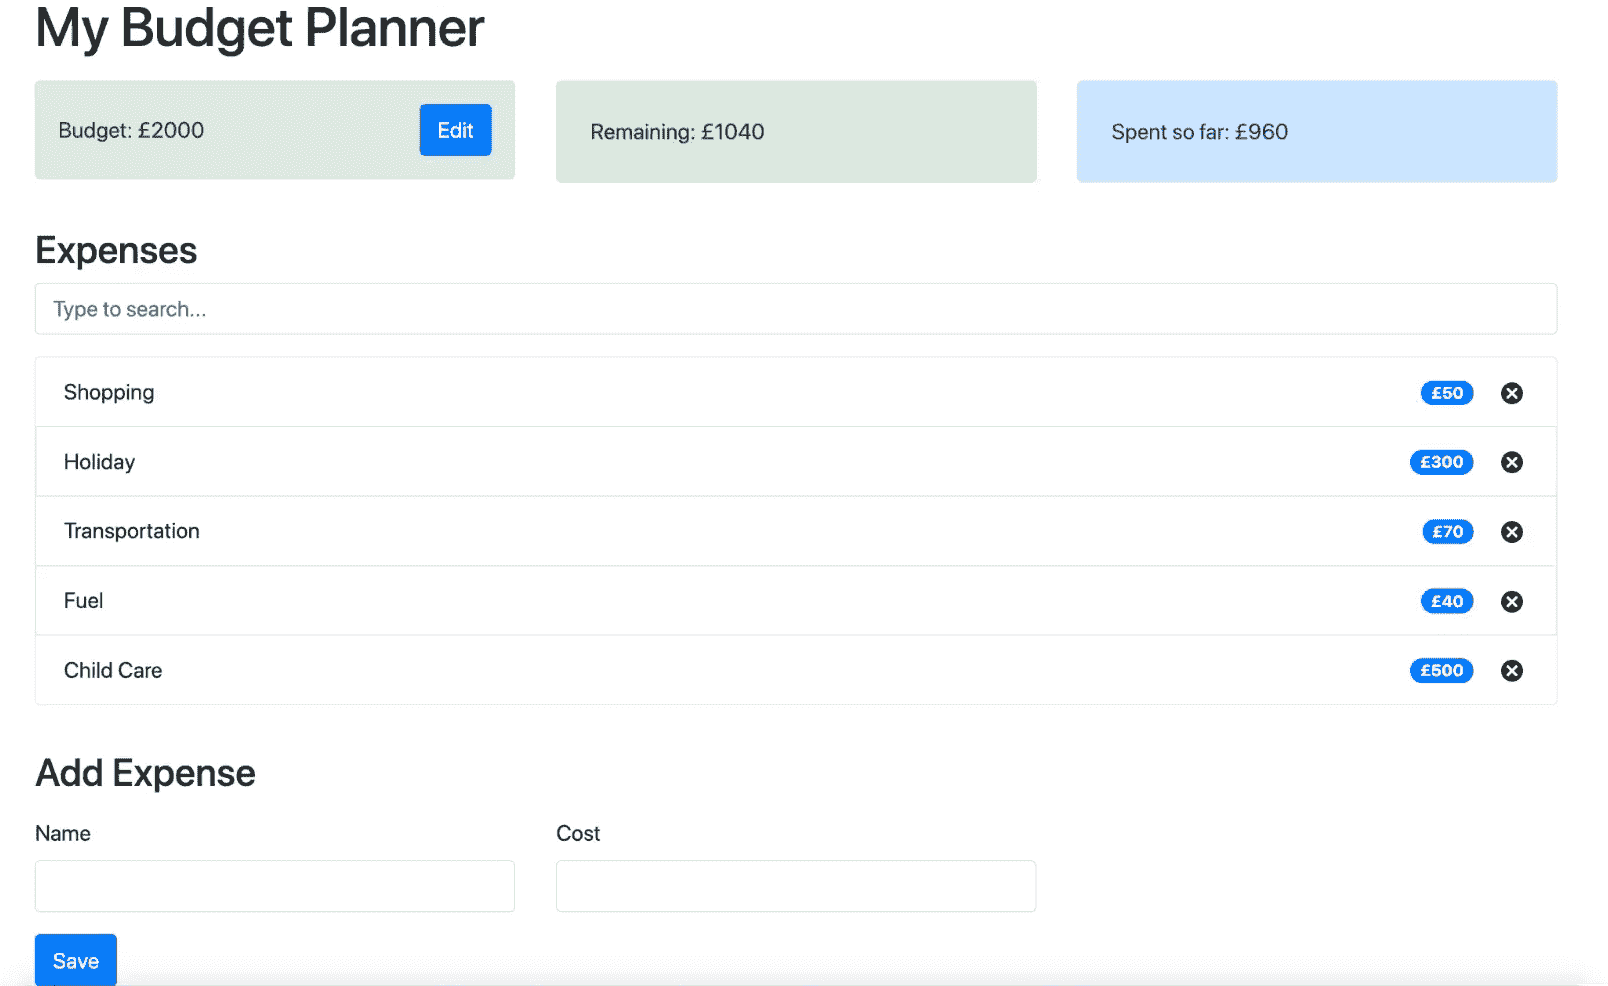 My Budget Planner
Budget: £2000 Edit Remaining: £1040 Spent so far: £960
Expenses
Type to search...
Shopping £50
Holiday £300
Transportation £70
Fuel £40
Child Care £500
Add Expense
Name Cost
Save